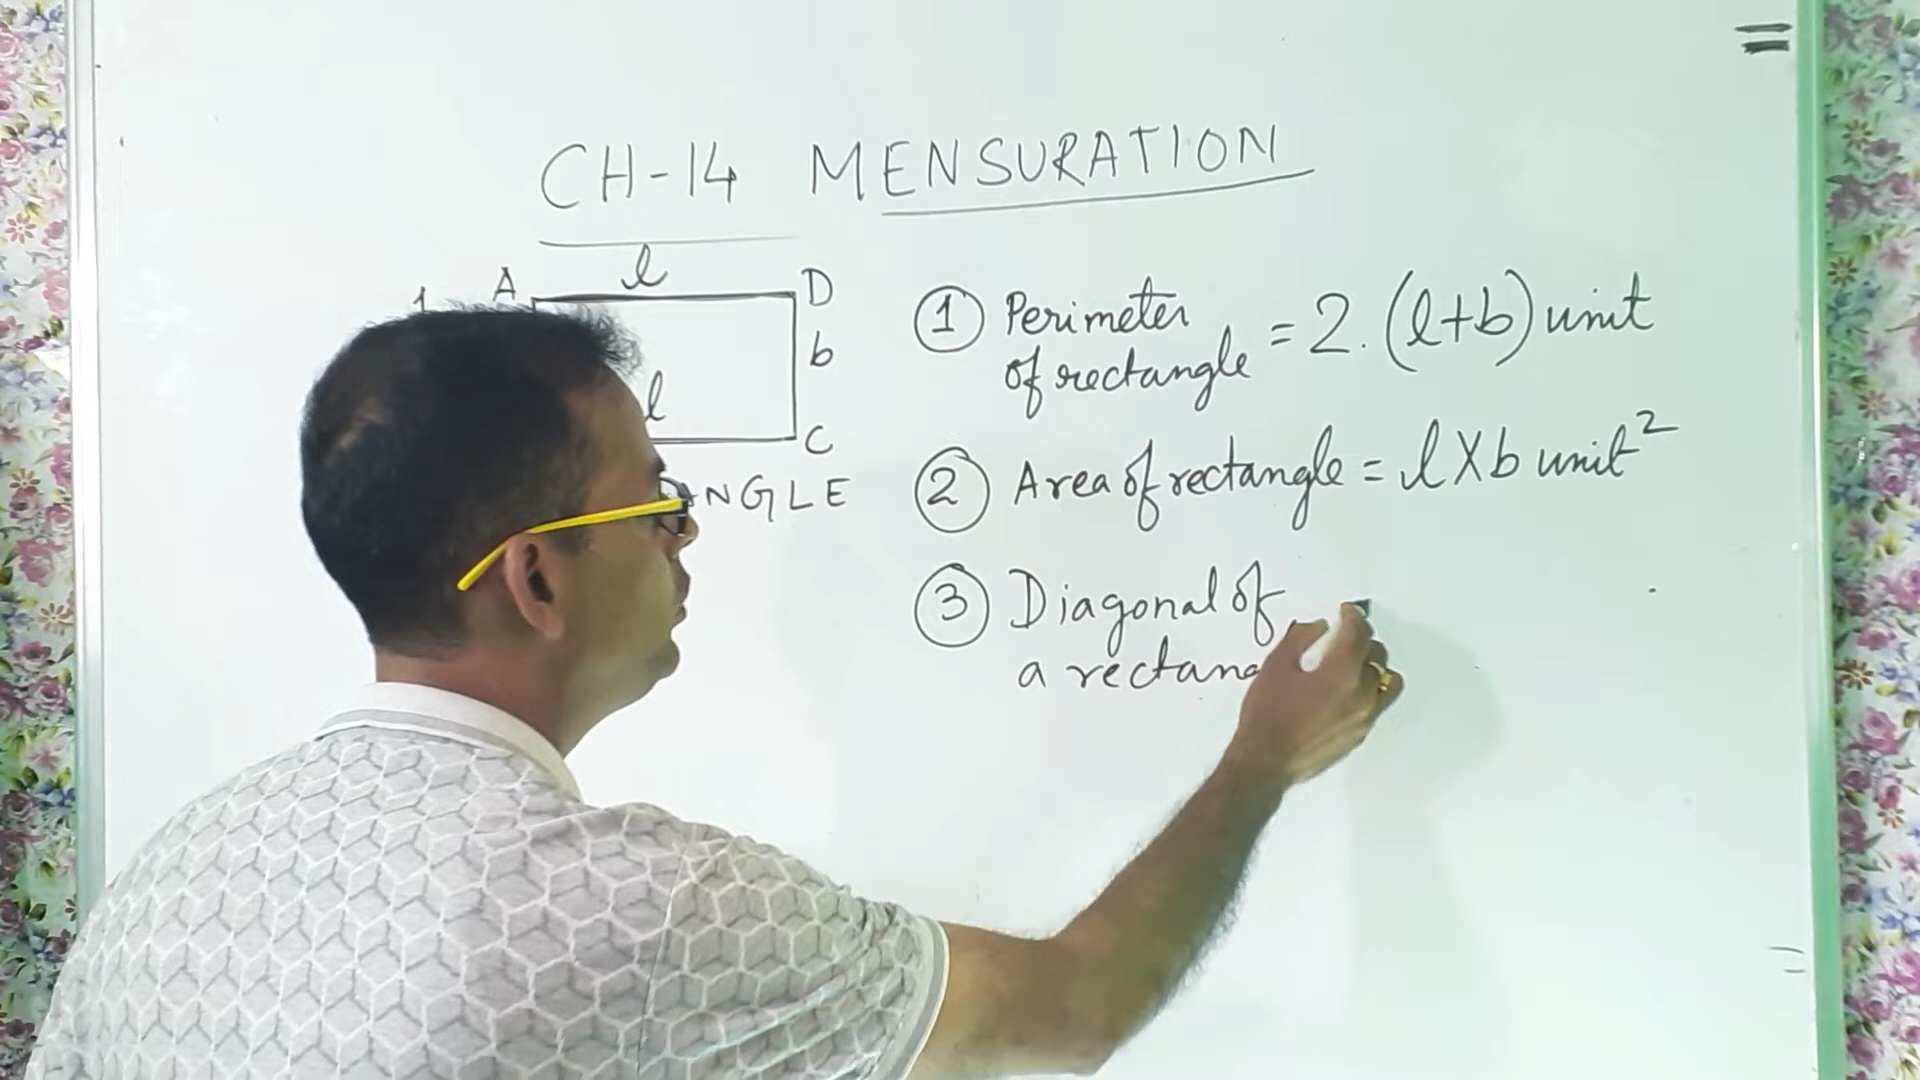 CH-14 MENSURATION
l
1 A D
b
l
C
NGLE
① Perimeter
of rectangle = 2. (l+b) unit
② Area of rectangle = l X b unit²
③ Diagonal of
a rectang